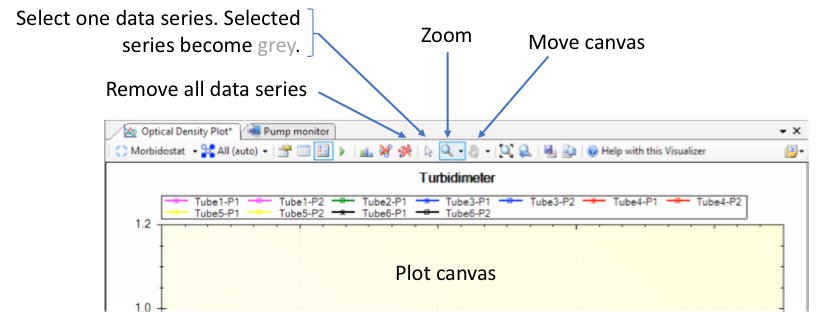 Select one data series. Selected
series become grey.
Zoom
Move canvas
Remove all data series
Optical Density Plot* Pump monitor
Morbidostat All (auto) Help with this Visualizer
Turbidimeter
Tube1-P1 Tube1-P2 Tube2-P1 Tube3-P1 Tube3-P2 Tube4-P1 Tube4-P2
Tube5-P1 Tube5-P2 Tube6-P1 Tube6-P2
1.2
Plot canvas
1.0